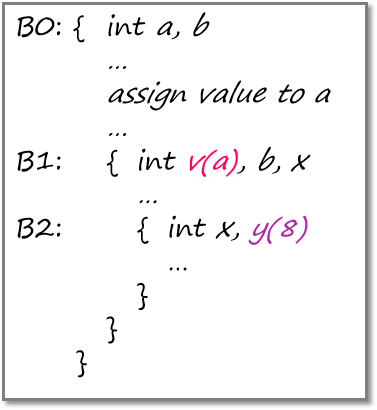 B0: { int a, b
...
assign value to a
...
B1: { int v(a), b, x
...
B2: { int x, y(8)
...
}
}
}